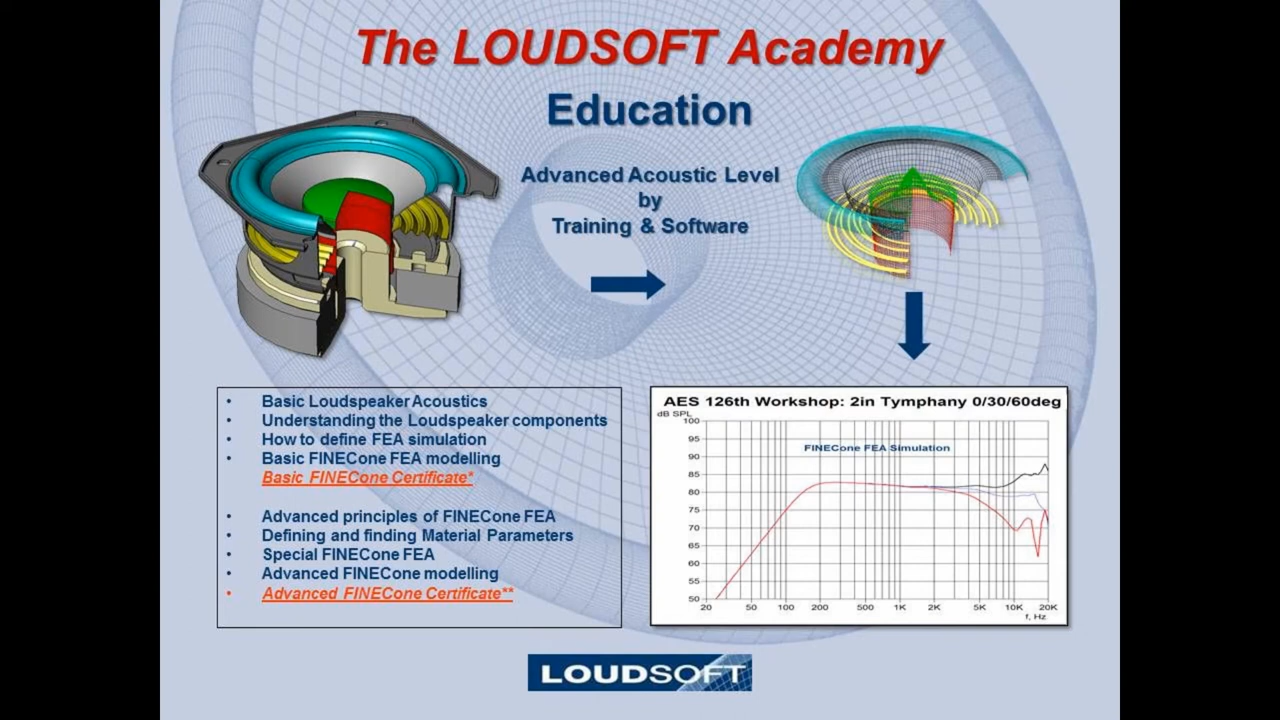 The LOUDSOFT Academy
Education
Advanced Acoustic Level
by
Training & Software
• Basic Loudspeaker Acoustics
• Understanding the Loudspeaker components
• How to define FEA simulation
• Basic FINECone FEA modelling
Basic FINECone Certificate*
• Advanced principles of FINECone FEA
• Defining and finding Material Parameters
• Special FINECone FEA
• Advanced FINECone modelling
• Advanced FINECone Certificate**
AES 126th Workshop: 2in Tymphany 0/30/60deg
dB SPL
FINECone FEA Simulation
100
95
90
85
80
75
70
65
60
55
50
20 50 100 200 500 1K 2K 5K 10K 20K
f, Hz
LOUDSOFT